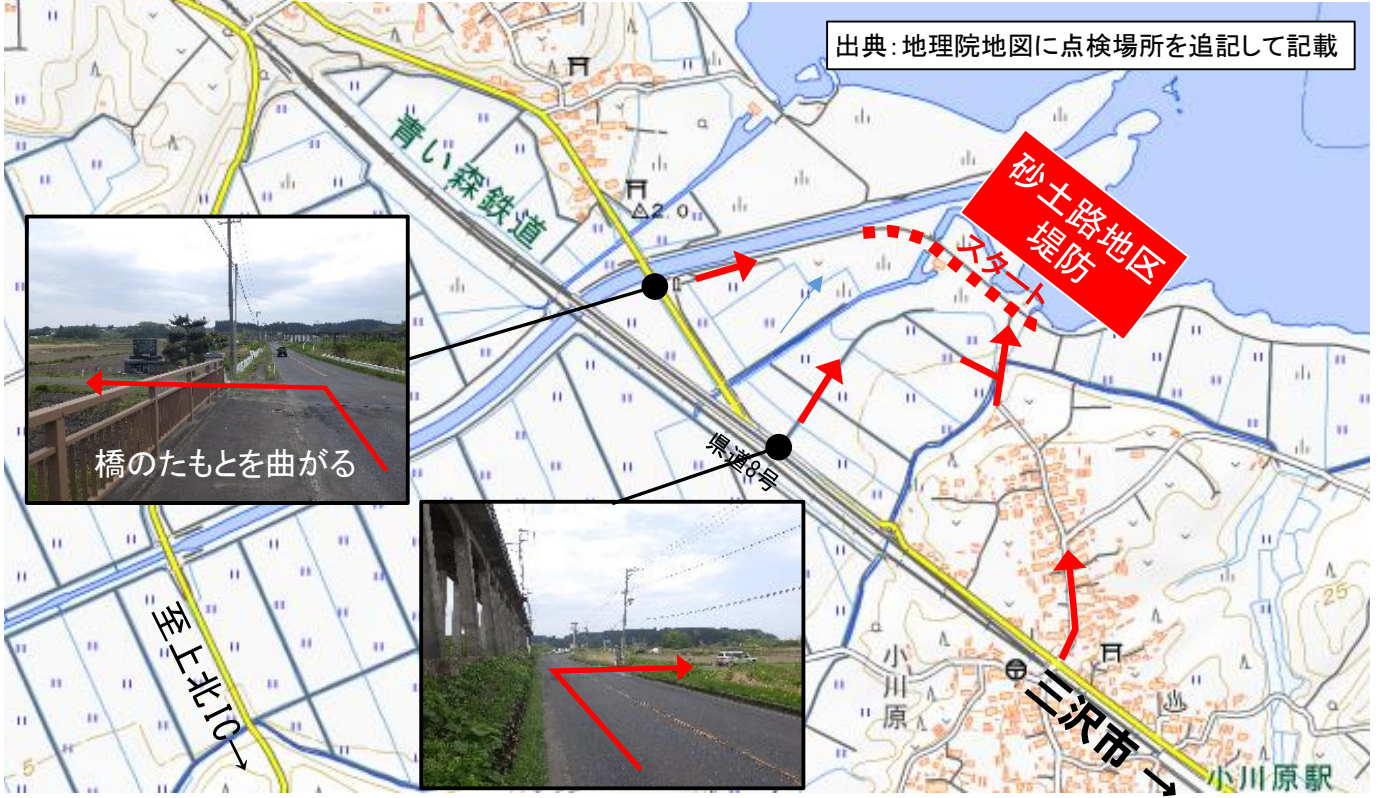 出典:地理院地図に点検場所を追記して記載
青い森鉄道
2.0
砂土路地区
堤防
スタート
橋のたもとを曲がる
県道8号
至上北IC→
小川原
25
三沢市→
5
小川原駅